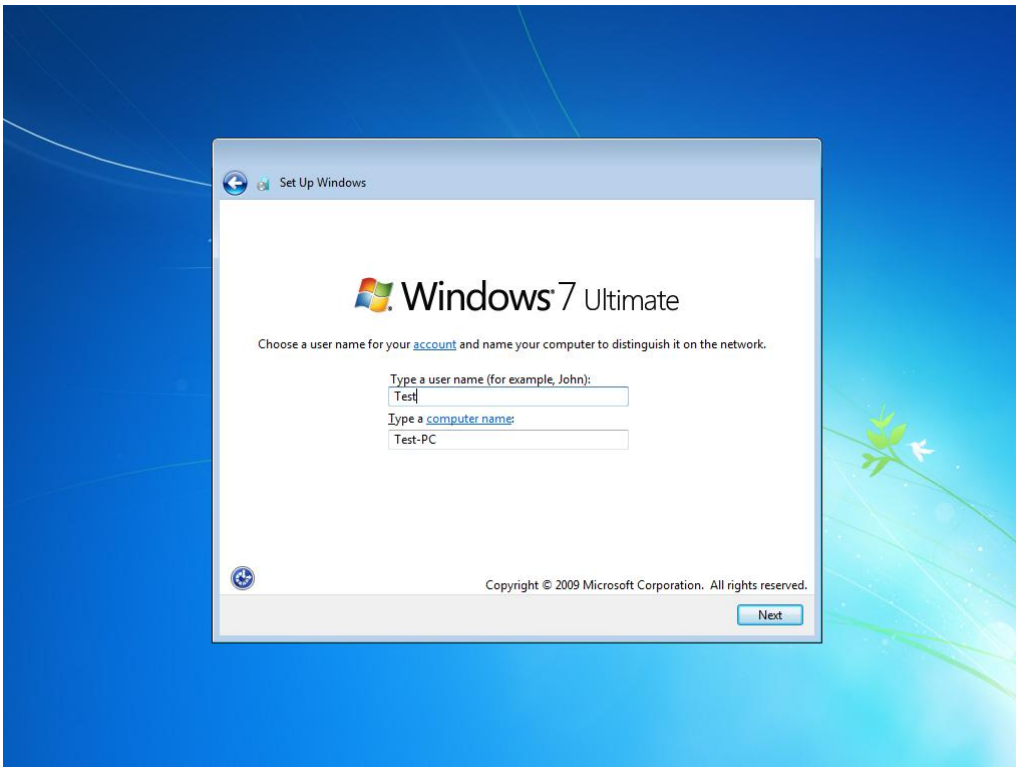 Set Up Windows
Windows 7 Ultimate
Choose a user name for your account and name your computer to distinguish it on the network.
Type a user name (for example, John):
Test
Type a computer name:
Test-PC
Copyright © 2009 Microsoft Corporation. All rights reserved.
Next